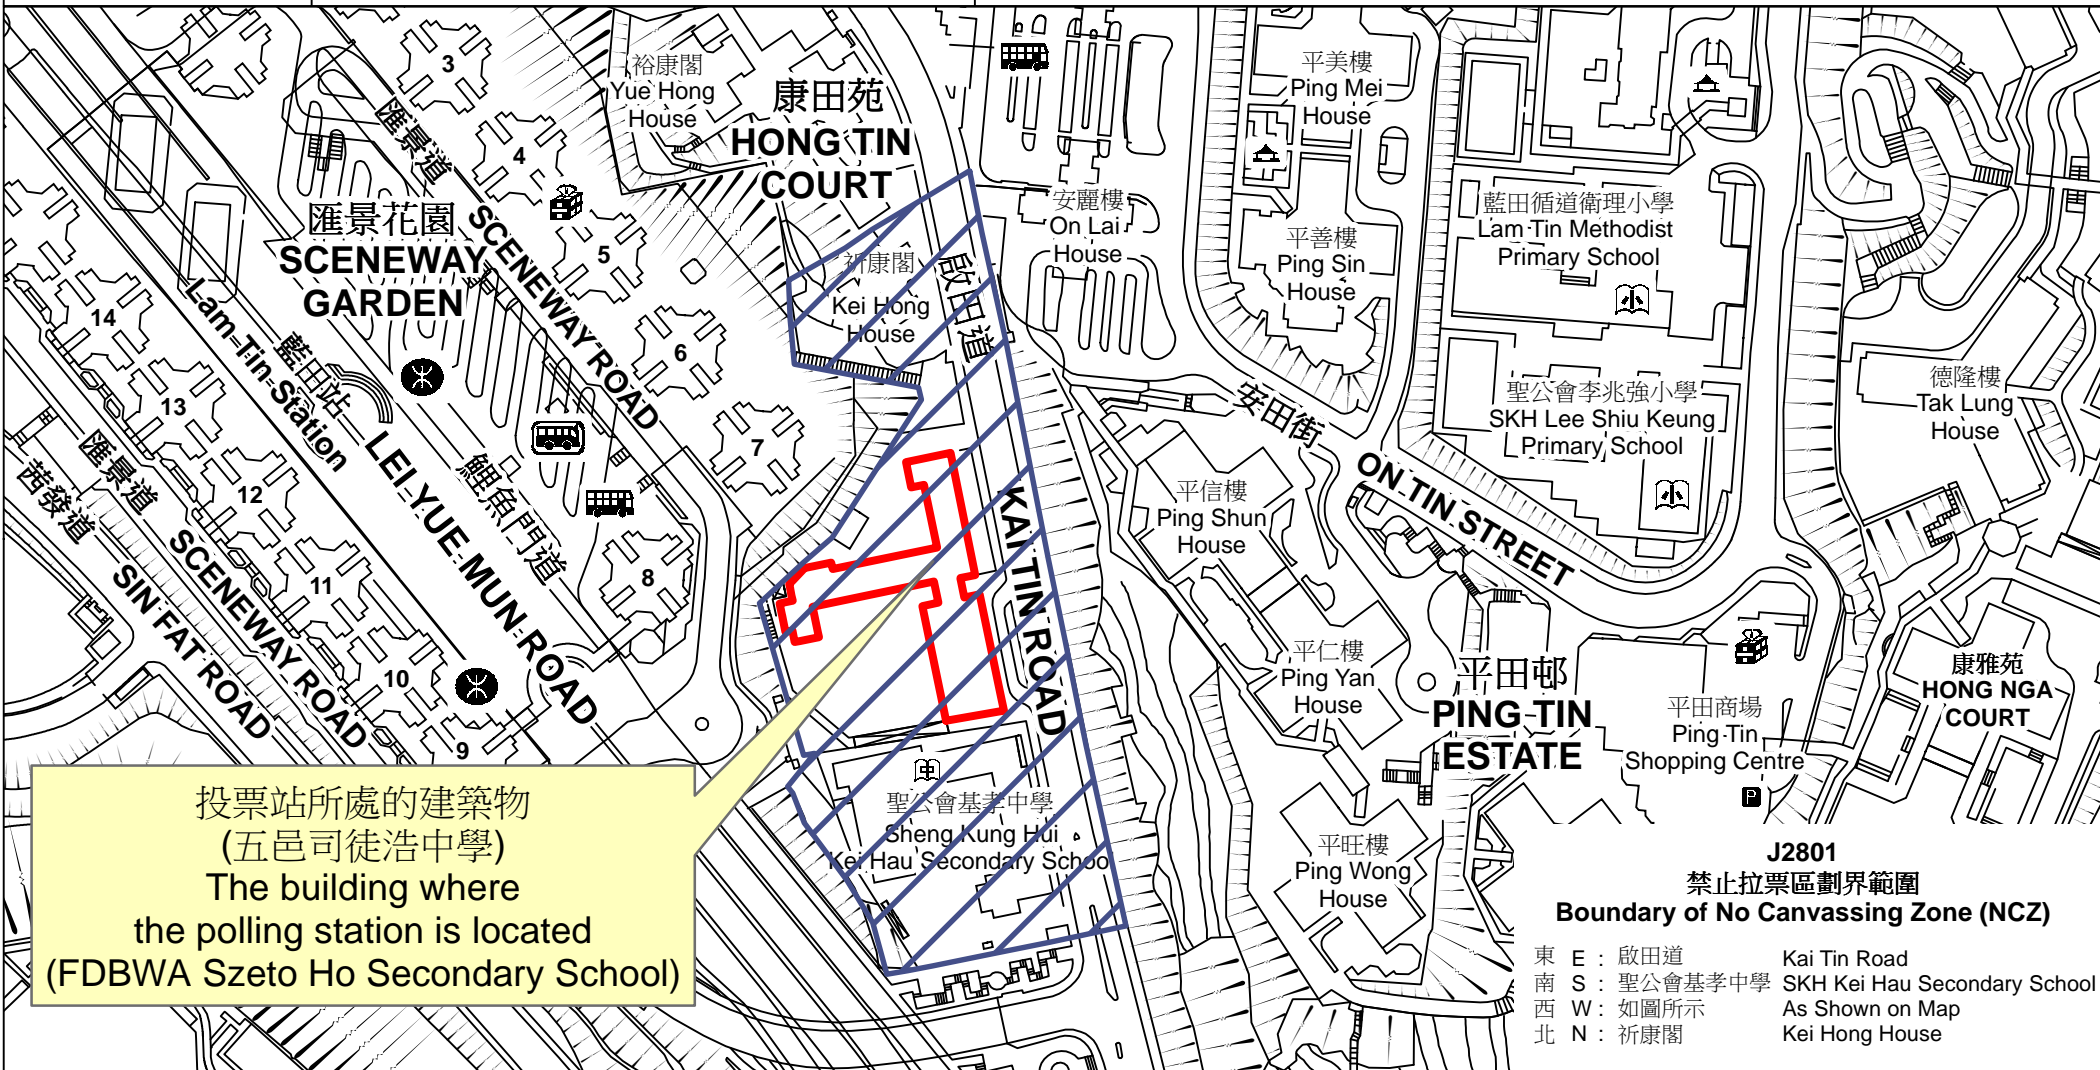 3
4
5
6
7
8
9
10
11
12
13
14
裕康閣
Yue Hong
House
康田苑
HONG TIN
COURT
匯景道
SCENEWAY ROAD
匯景花園
SCENEWAY
GARDEN
藍田站
Lam Tin Station
鯉魚門道
LEI YUE MUN ROAD
匯景道
SCENEWAY ROAD
茜發道
SIN FAT ROAD
祈康閣
Kei Hong
House
啟田道
KAI TIN ROAD
安麗樓
On Lai
House
平美樓
Ping Mei
House
平善樓
Ping Sin
House
藍田循道衞理小學
Lam Tin Methodist
Primary School
聖公會李兆強小學
SKH Lee Shiu Keung
Primary School
德隆樓
Tak Lung
House
安田街
ON TIN STREET
平信樓
Ping Shun
House
平仁樓
Ping Yan
House
平田邨
PING TIN
ESTATE
平田商場
Ping Tin
Shopping Centre
P
康雅苑
HONG NGA
COURT
平旺樓
Ping Wong
House
聖公會基孝中學
Sheng Kung Hui
Kei Hau Secondary School
投票站所處的建築物
(五邑司徒浩中學)
The building where
the polling station is located
(FDBWA Szeto Ho Secondary School)
J2801
禁止拉票區劃界範圍
Boundary of No Canvassing Zone (NCZ)
東 E : 啟田道 Kai Tin Road
南 S : 聖公會基孝中學 SKH Kei Hau Secondary School
西 W : 如圖所示 As Shown on Map
北 N : 祈康閣 Kei Hong House